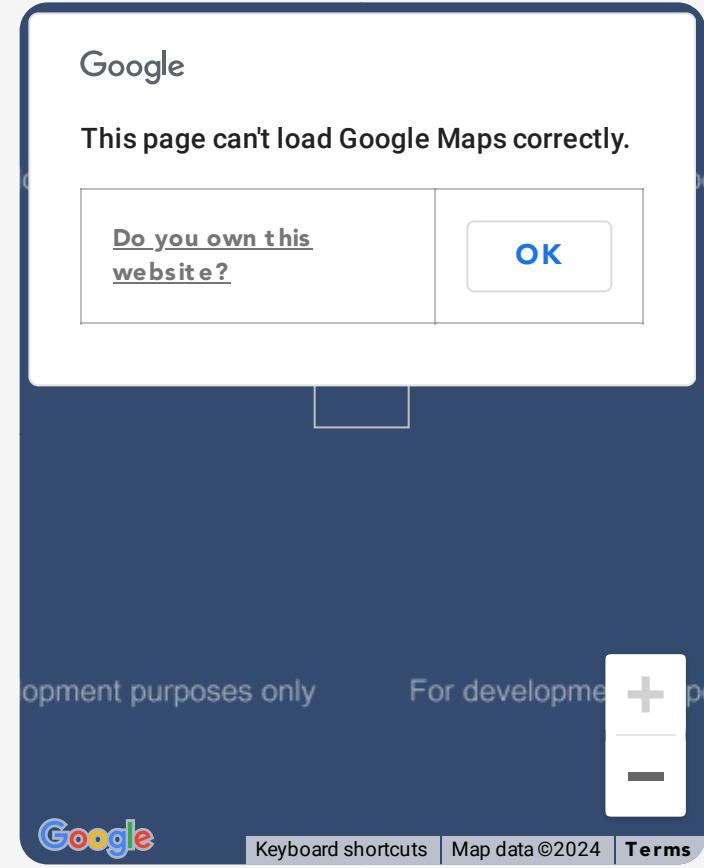 Google
This page can't load Google Maps correctly.
Do you own this
website?
OK
opment purposes only
For developme
Google
Keyboard shortcuts
Map data ©2024
Terms